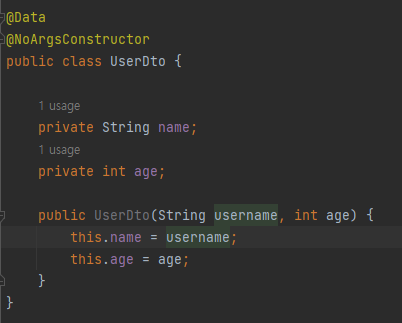 @Data
@NoArgsConstructor
public class UserDto {
1 usage
private String name;
1 usage
private int age;
public UserDto(String username, int age) {
this.name = username;
this.age = age;
}
}